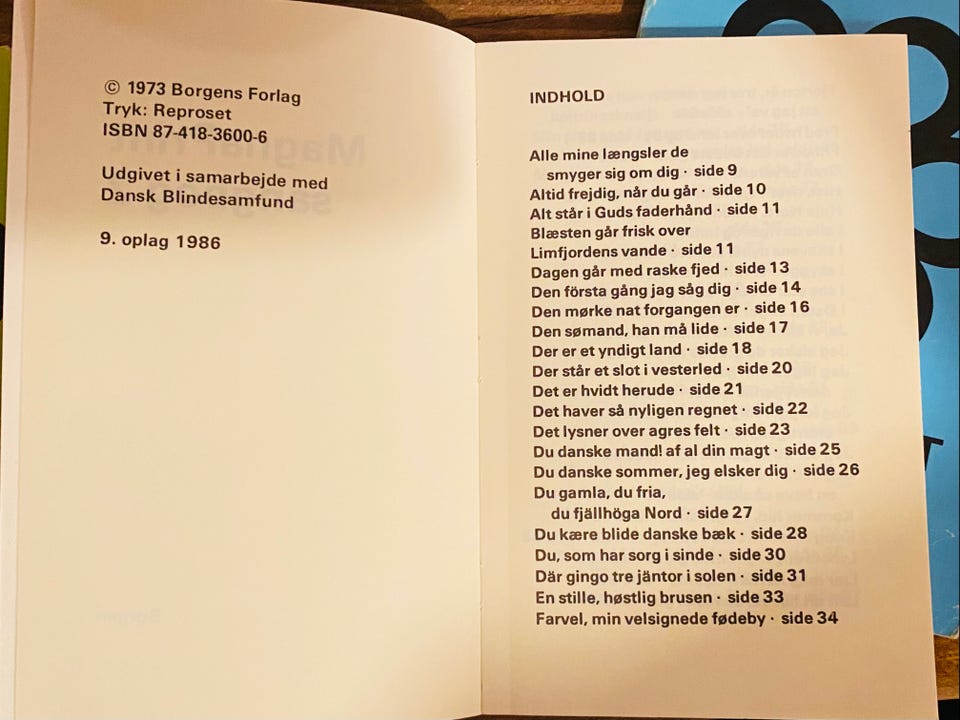 © 1973 Borgens Forlag
Tryk: Reproset
ISBN 87-418-3600-6
Udgivet i samarbejde med
Dansk Blindesamfund
9. oplag 1986
INDHOLD
Alle mine længsler de
smyger sig om dig · side 9
Altid frejdig, når du går · side 10
Alt står i Guds faderhånd · side 11
Blæsten går frisk over
Limfjordens vande · side 11
Dagen går med raske fjed · side 13
Den första gång jag såg dig · side 14
Den mørke nat forgangen er · side 16
Den sømand, han må lide · side 17
Der er et yndigt land · side 18
Der står et slot i vesterled · side 20
Det er hvidt herude · side 21
Det haver så nyligen regnet · side 22
Det lysner over agres felt · side 23
Du danske mand! af al din magt · side 25
Du danske sommer, jeg elsker dig · side 26
Du gamla, du fria,
du fjällhöga Nord · side 27
Du kære blide danske bæk · side 28
Du, som har sorg i sinde · side 30
Där gingo tre jäntor i solen · side 31
En stille, høstlig brusen · side 33
Farvel, min velsignede fødeby · side 34